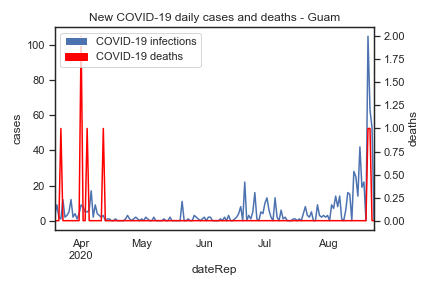 New COVID-19 daily cases and deaths - Guam
COVID-19 infections
COVID-19 deaths
cases
100
80
60
40
20
0
deaths
2.00
1.75
1.50
1.25
1.00
0.75
0.50
0.25
0.00
Apr May Jun Jul Aug
2020
dateRep